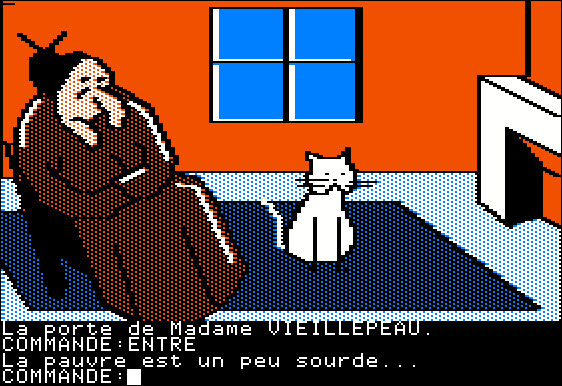 La porte de Madame VIEILLEPEAU.
COMMANDE:ENTRE
La pauvre est un peu sourde...
COMMANDE: